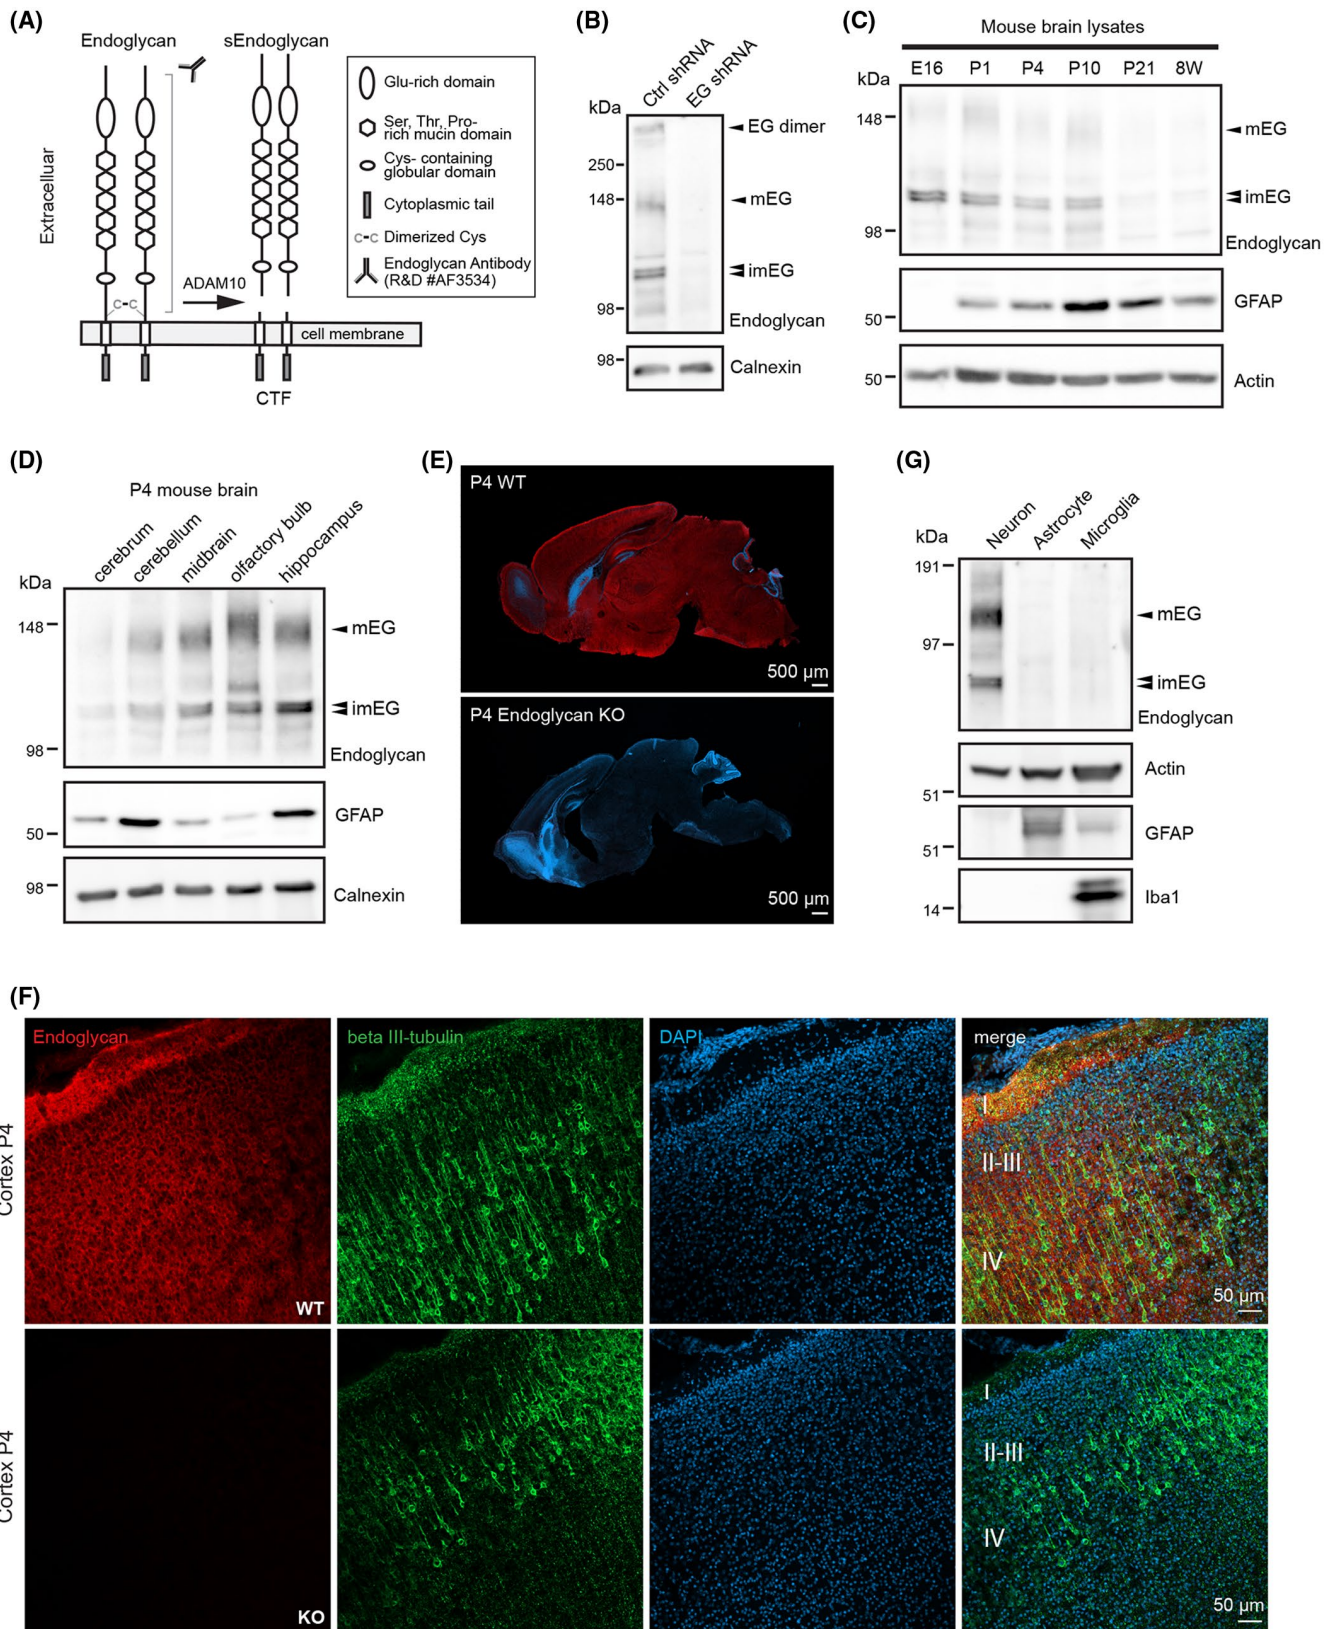 (A)
Endoglycan
sEndoglycan
Extracelluar
ADAM10
C-C
cell membrane
CTF
Glu-rich domain
Ser, Thr, Pro-
rich mucin domain
Cys- containing
globular domain
Cytoplasmic tail
C-C Dimerized Cys
Endoglycan Antibody
(R&D #AF3534)
(B)
Ctrl shRNA
EG shRNA
kDa
250
148
98
98
EG dimer
mEG
imEG
Endoglycan
Calnexin
(C)
Mouse brain lysates
kDa
E16 P1 P4 P10 P21 8W
148
98
50
50
mEG
imEG
Endoglycan
GFAP
Actin
(D)
P4 mouse brain
cerebrum
cerebellum
midbrain
olfactory bulb
hippocampus
kDa
148
98
50
98
mEG
imEG
Endoglycan
GFAP
Calnexin
(E)
P4 WT
500 µm
P4 Endoglycan KO
500 µm
(G)
Neuron
Astrocyte
Microglia
kDa
191
97
51
51
14
mEG
imEG
Endoglycan
Actin
GFAP
Iba1
(F)
Cortex P4
Endoglycan
WT
beta III-tubulin
DAPI
merge
I
II-III
IV
50 µm
Cortex P4
KO
I
II-III
IV
50 µm